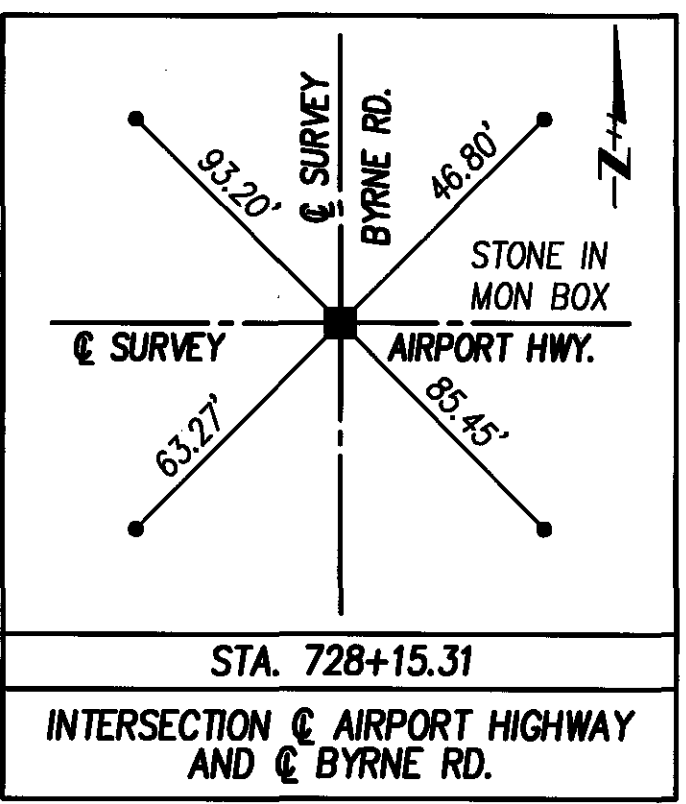 ℄ SURVEY
BYRNE RD.
93.20'
46.80'
N
STONE IN
MON BOX
℄ SURVEY
AIRPORT HWY.
63.27'
85.45'
STA. 728+15.31
INTERSECTION ℄ AIRPORT HIGHWAY
AND ℄ BYRNE RD.